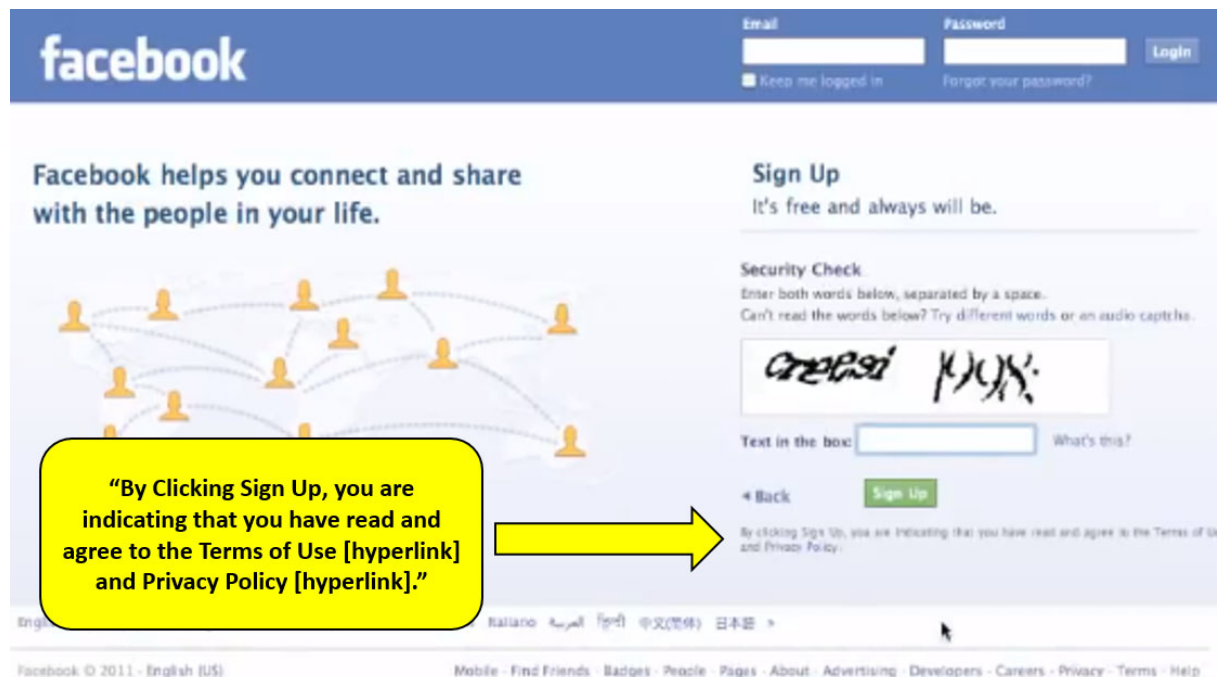 facebook
Email
Password
Login
Keep me logged in
Forgot your password?
Facebook helps you connect and share
with the people in your life.
Sign Up
It's free and always will be.
Security Check
Enter both words below, separated by a space.
Can't read the words below? Try different words or an audio captcha.
Text in the box:
What's this?
Back
Sign Up
By clicking Sign Up, you are indicating that you have read and agree to the Terms of
and Privacy Policy.
“By Clicking Sign Up, you are
indicating that you have read and
agree to the Terms of Use [hyperlink]
and Privacy Policy [hyperlink].”
Italiano العربية हिन्दी 中文(简体) 日本語 »
Facebook © 2011 · English (US)
Mobile · Find Friends · Badges · People · Pages · About · Advertising · Developers · Careers · Privacy · Terms · Help